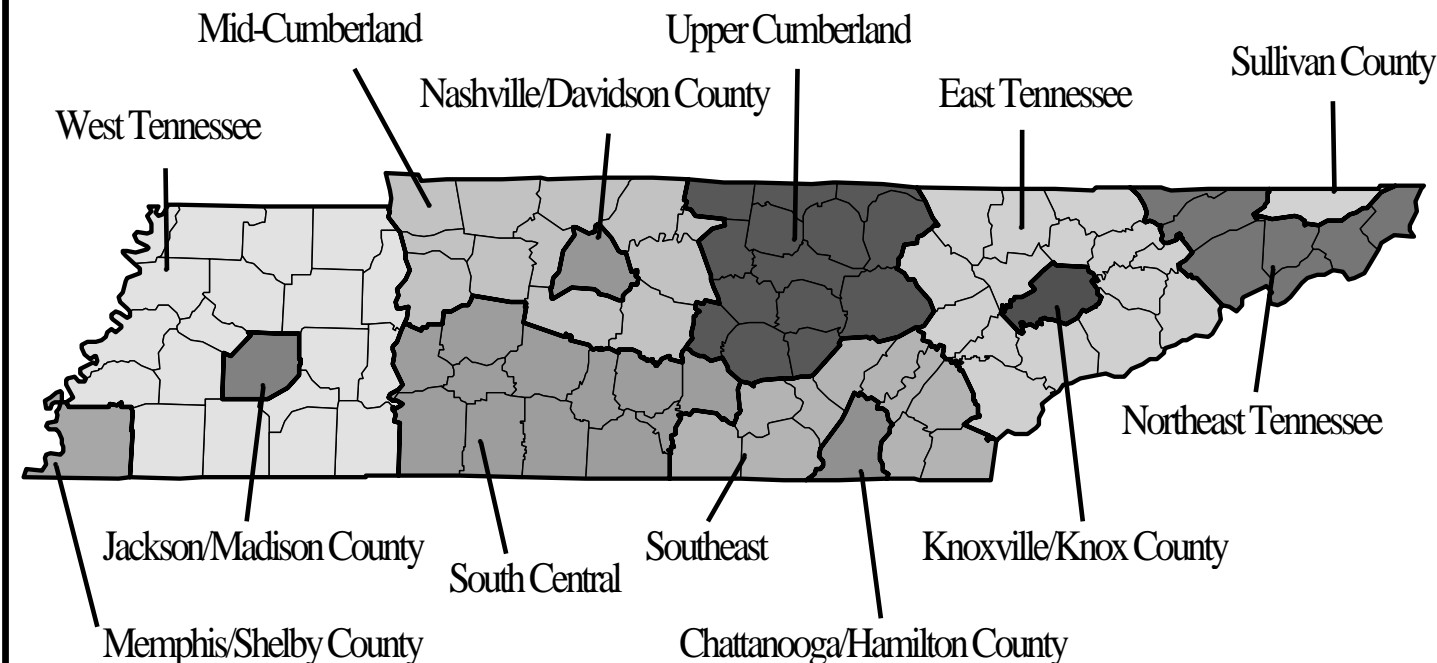 Mid-Cumberland
Upper Cumberland
Sullivan County
Nashville/Davidson County
East Tennessee
West Tennessee
Northeast Tennessee
Jackson/Madison County
Southeast
Knoxville/Knox County
South Central
Memphis/Shelby County
Chattanooga/Hamilton County